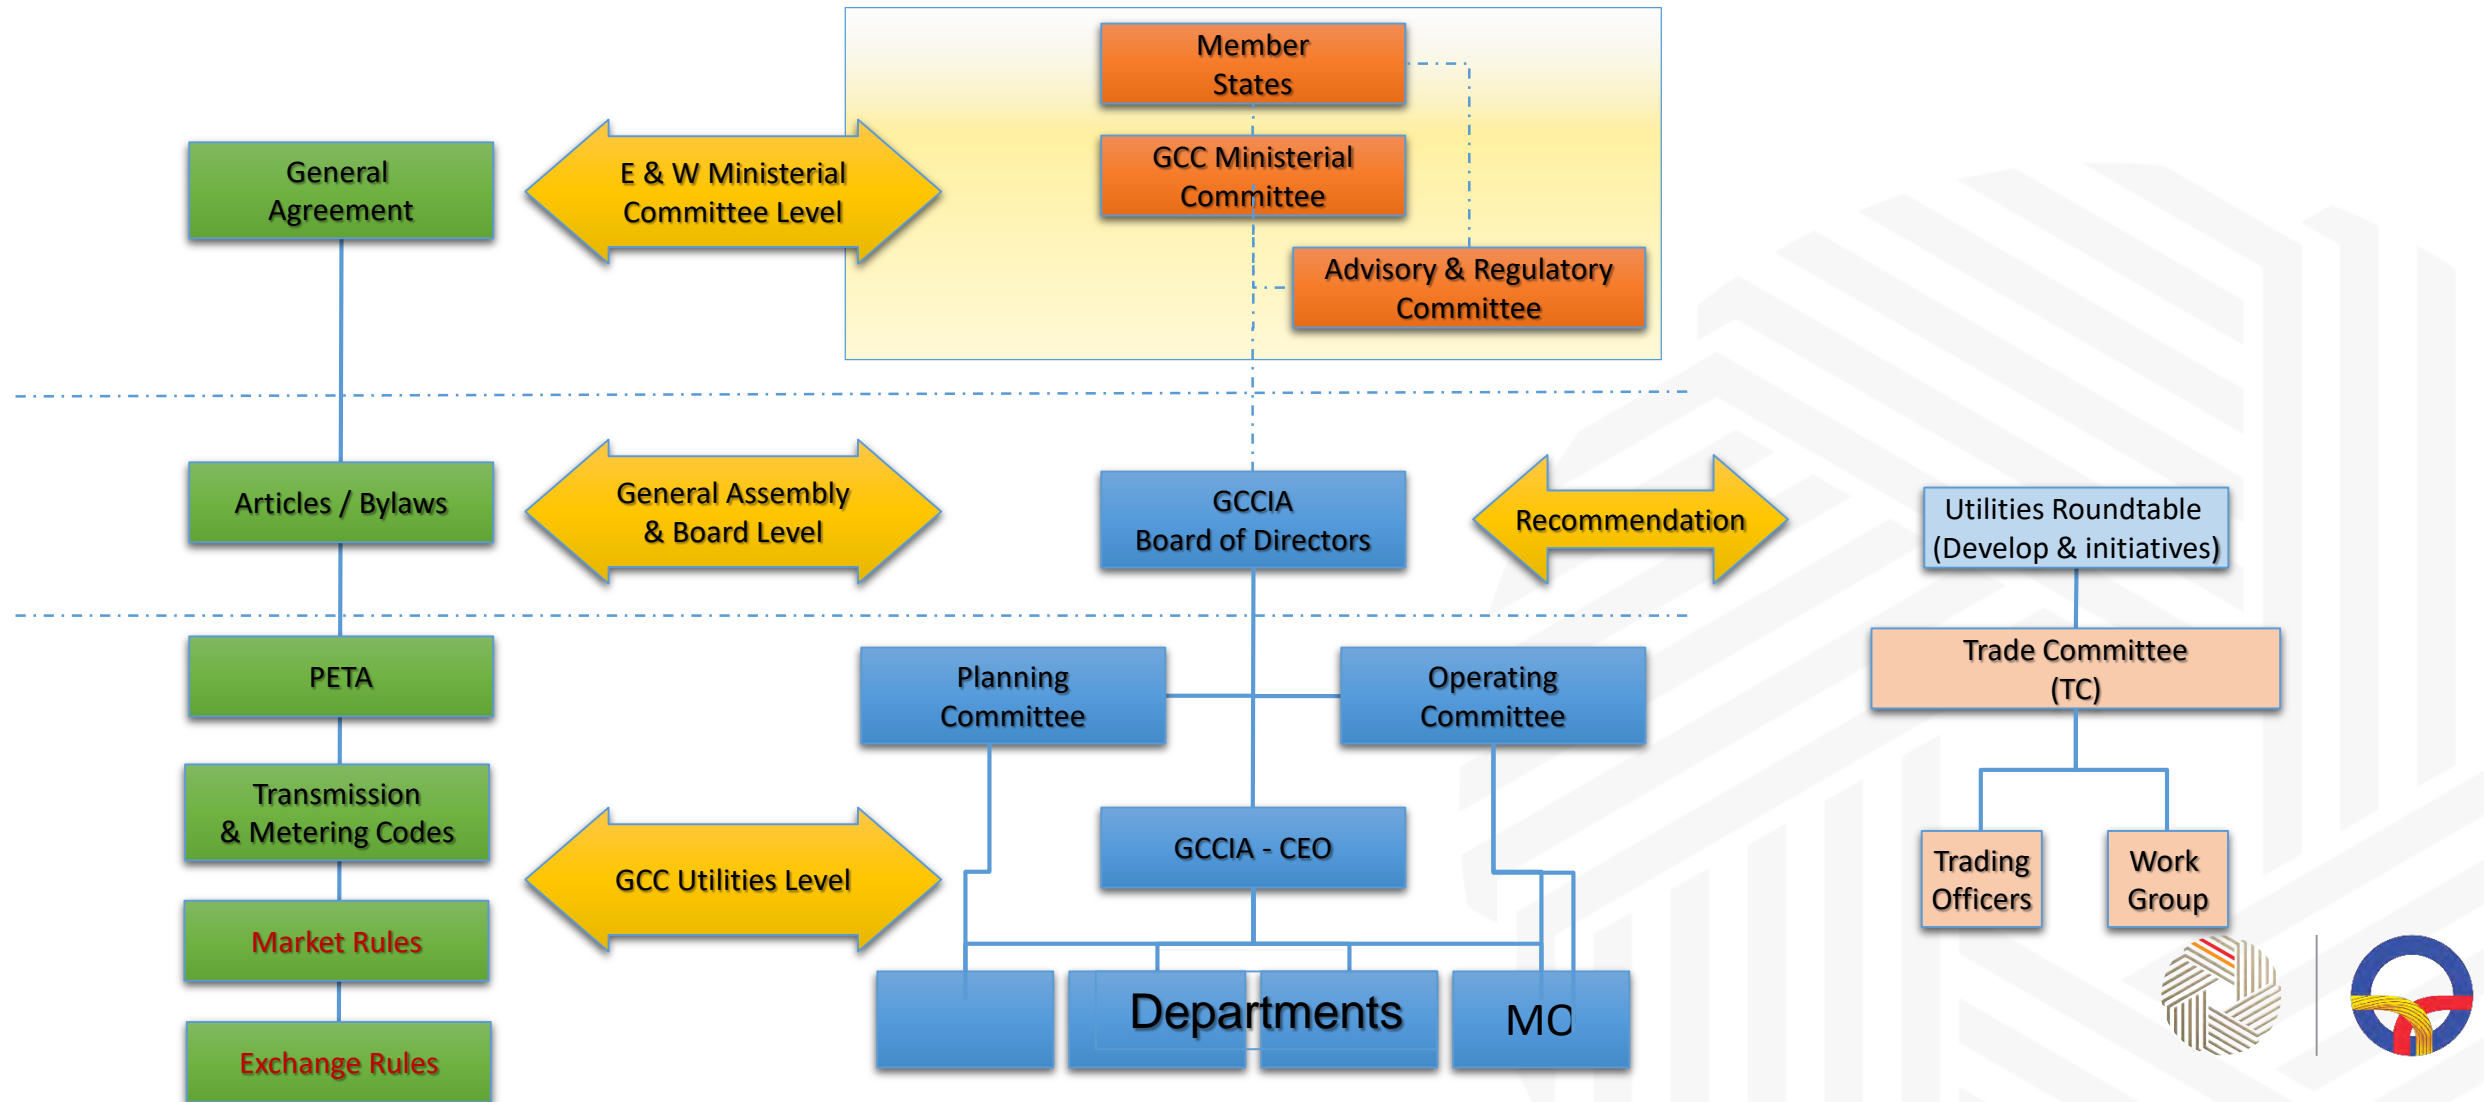 Member
States
General
Agreement
E & W Ministerial
Committee Level
GCC Ministerial
Committee
Advisory & Regulatory
Committee
Articles / Bylaws
General Assembly
& Board Level
GCCIA
Board of Directors
Recommendation
Utilities Roundtable
(Develop & initiatives)
PETA
Planning
Committee
Operating
Committee
Trade Committee
(TC)
Transmission
& Metering Codes
GCC Utilities Level
GCCIA - CEO
Trading
Officers
Work
Group
Market Rules
Departments
MO
Exchange Rules